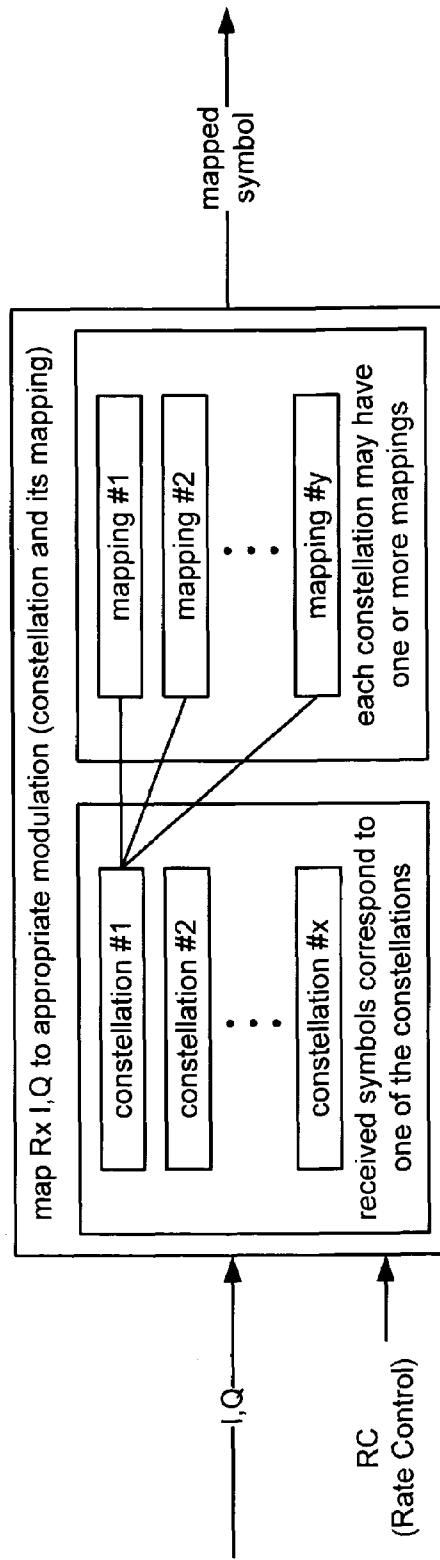 map Rx I,Q to appropriate modulation (constellation and its mapping)
I,Q
RC
(Rate Control)
constellation #1
constellation #2
constellation #x
received symbols correspond to
one of the constellations
mapping #1
mapping #2
mapping #y
each constellation may have
one or more mappings
mapped
symbol